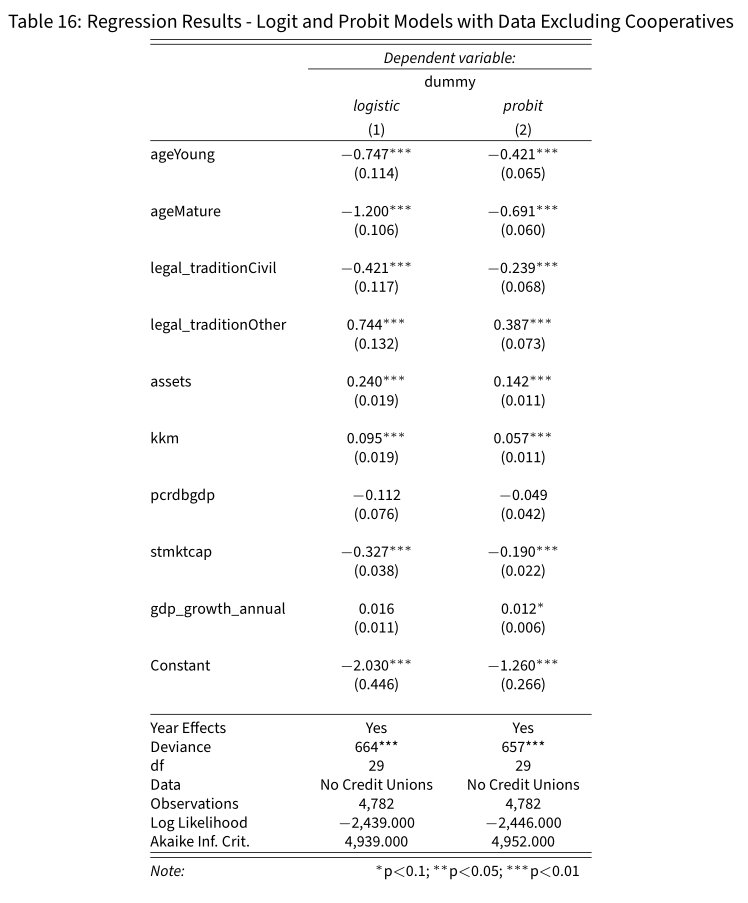 Table 16: Regression Results - Logit and Probit Models with Data Excluding Cooperatives
Dependent variable:
dummy
logistic probit
(1) (2)
ageYoung −0.747*** −0.421***
(0.114) (0.065)
ageMature −1.200*** −0.691***
(0.106) (0.060)
legal_traditionCivil −0.421*** −0.239***
(0.117) (0.068)
legal_traditionOther 0.744*** 0.387***
(0.132) (0.073)
assets 0.240*** 0.142***
(0.019) (0.011)
kkm 0.095*** 0.057***
(0.019) (0.011)
pcrdbgdp −0.112 −0.049
(0.076) (0.042)
stmktcap −0.327*** −0.190***
(0.038) (0.022)
gdp_growth_annual 0.016 0.012*
(0.011) (0.006)
Constant −2.030*** −1.260***
(0.446) (0.266)
Year Effects Yes Yes
Deviance 664*** 657***
df 29 29
Data No Credit Unions No Credit Unions
Observations 4,782 4,782
Log Likelihood −2,439.000 −2,446.000
Akaike Inf. Crit. 4,939.000 4,952.000
Note: *p<0.1; **p<0.05; ***p<0.01